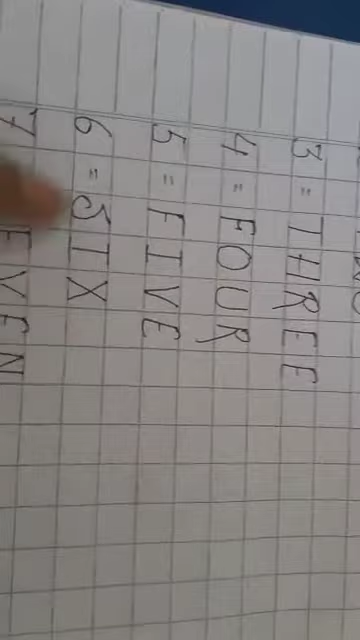 3 = THREE
4 = FOUR
5 = FIVE
6 = SIX